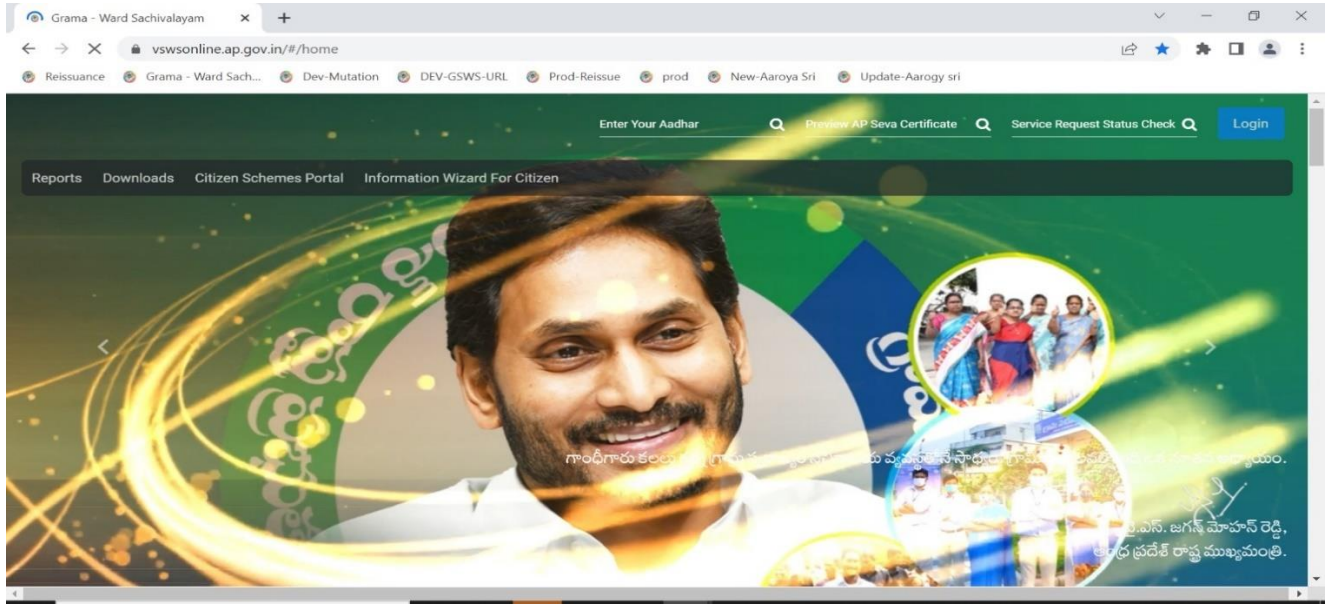 Grama - Ward Sachivalayam
vswsonline.ap.gov.in/#/home
Reissuance Grama - Ward Sach... Dev-Mutation DEV-GSWS-URL Prod-Reissue prod New-Aaroya Sri Update-Aarogy sri
Enter Your Aadhar Preview AP Seva Certificate Service Request Status Check Login
Reports Downloads Citizen Schemes Portal Information Wizard For Citizen
గాంధీగారు
.ఎస్. జగన్ మోహన్ రెడ్డి,
ఆంధ్ర ప్రదేశ్ రాష్ట్ర ముఖ్యమంత్రి.